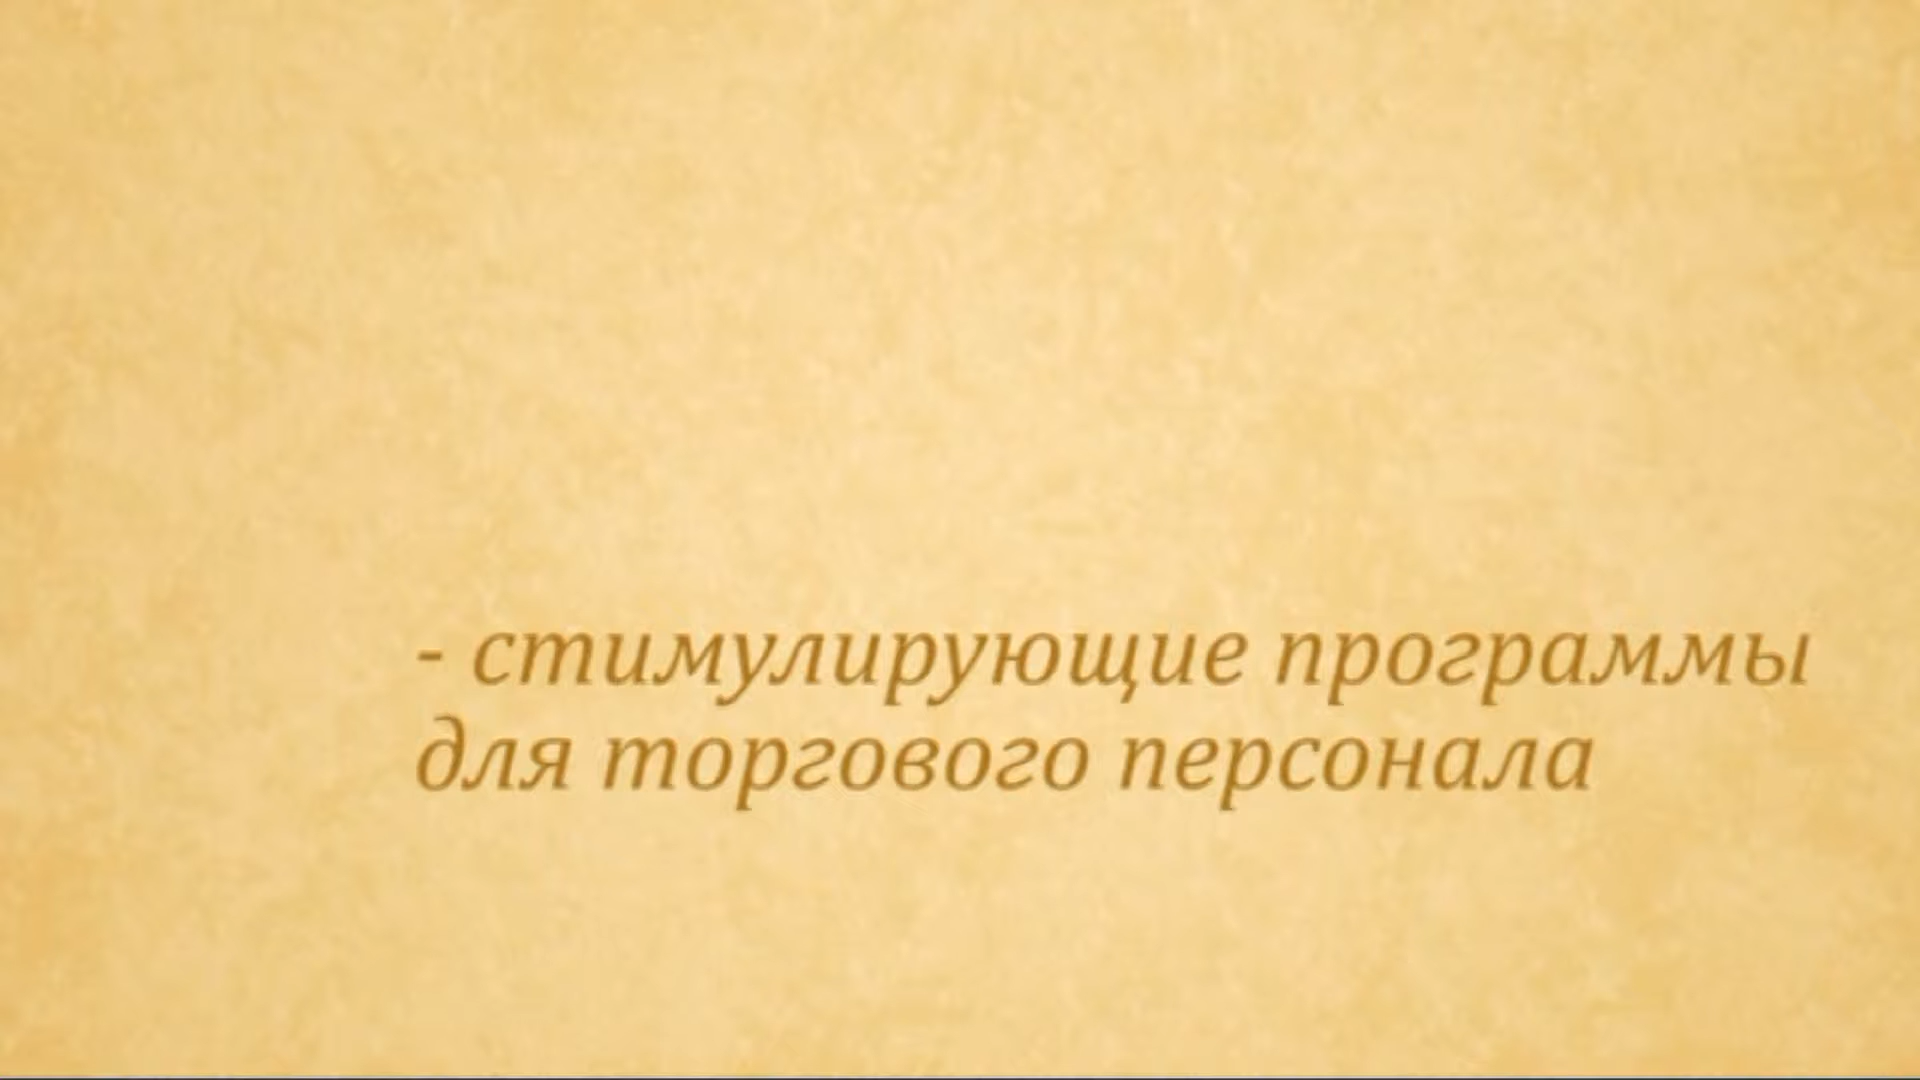 - стимулирующие программы
для торгового персонала